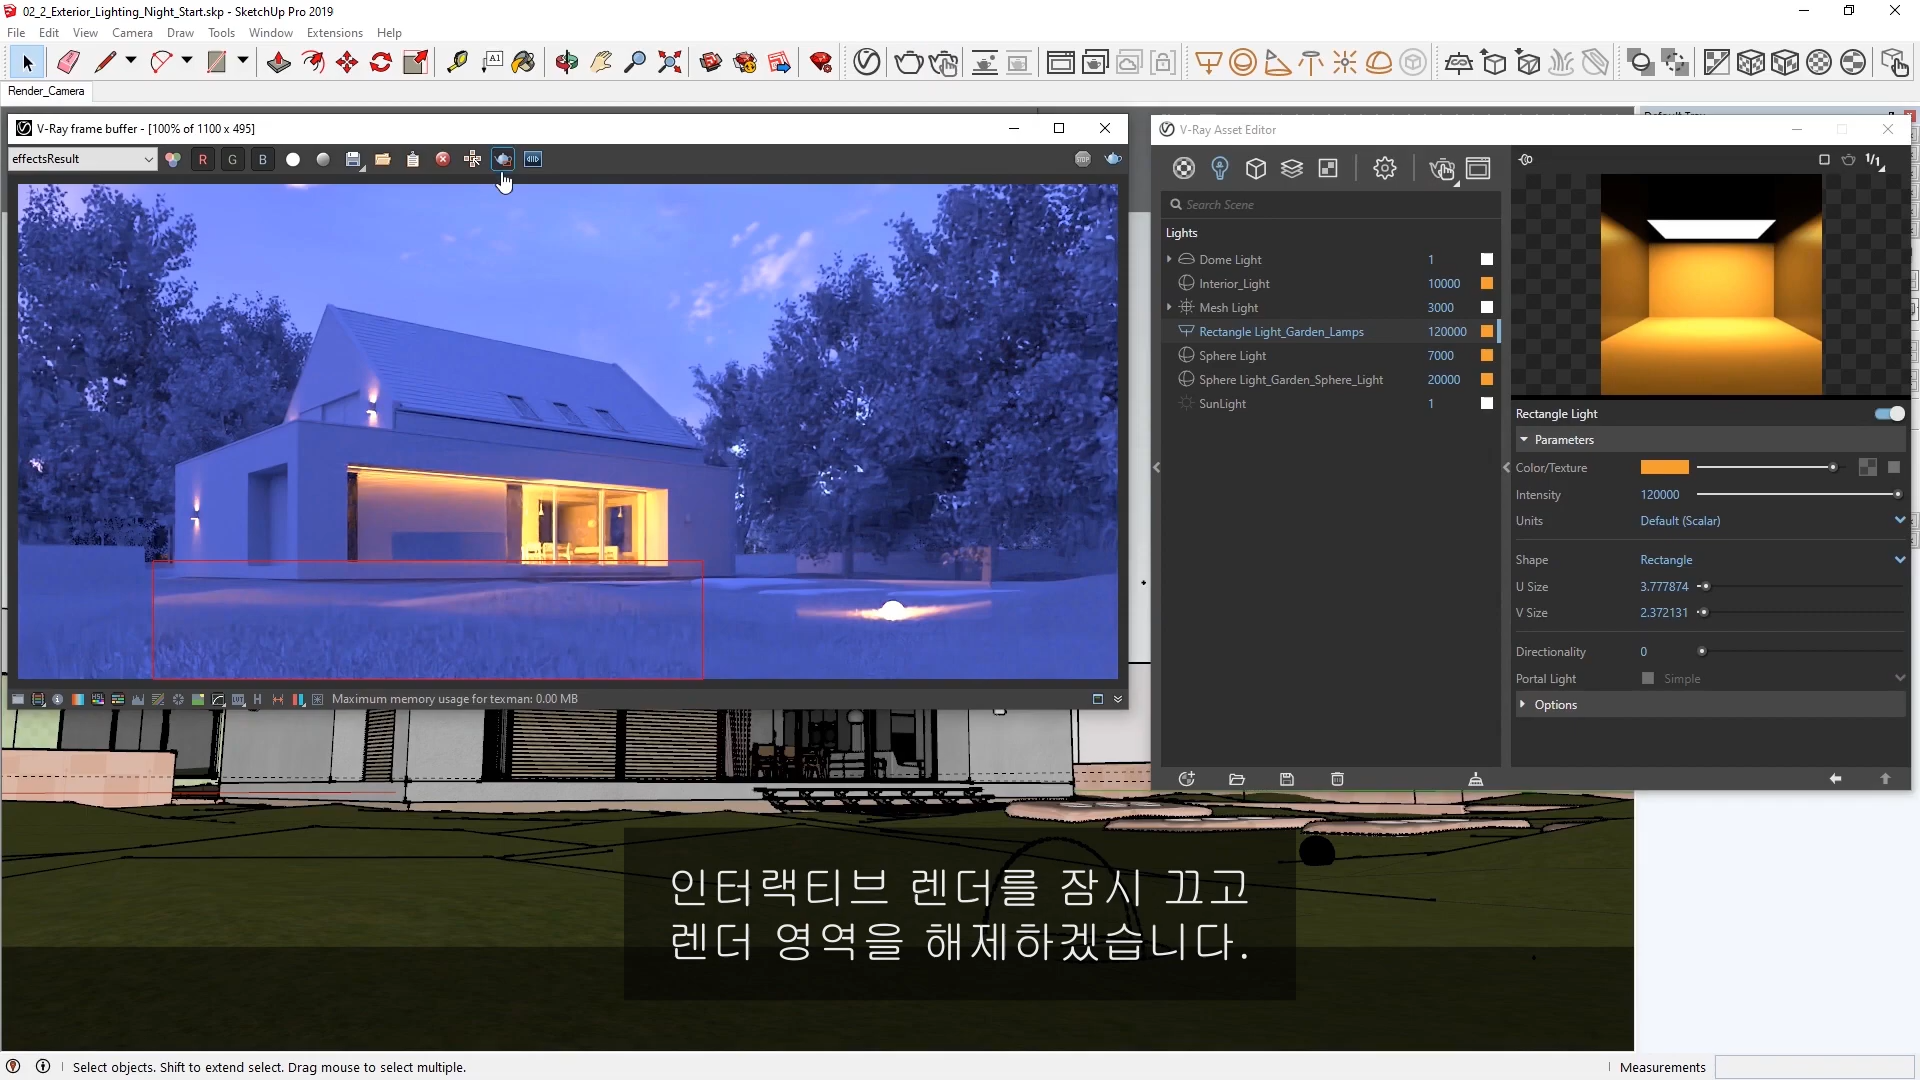 02_2_Exterior_Lighting_Night_Start.skp - SketchUp Pro 2019
File Edit View Camera Draw Tools Window Extensions Help
A1
Render_Camera
V-Ray frame buffer - [100% of 1100 x 495]
effectsResult
R G B
STOP
Maximum memory usage for texman: 0.00 MB
V-Ray Asset Editor
Search Scene
1/1
Lights
Dome Light 1
Interior_Light 10000
Mesh Light 3000
Rectangle Light_Garden_Lamps 120000
Sphere Light 7000
Sphere Light_Garden_Sphere_Light 20000
SunLight 1
Rectangle Light
Parameters
Color/Texture
Intensity 120000
Units Default (Scalar)
Shape Rectangle
U Size 3.777874
V Size 2.372131
Directionality 0
Portal Light Simple
Options
인터랙티브 렌더를 잠시 끄고
렌더 영역을 해제하겠습니다.
Select objects. Shift to extend select. Drag mouse to select multiple.
Measurements